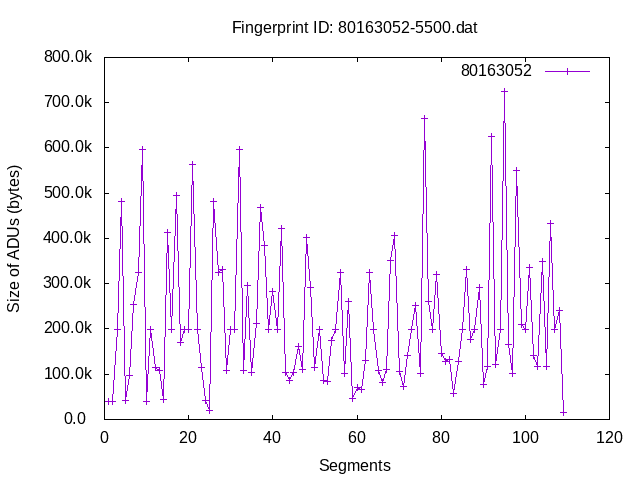 Fingerprint ID: 80163052-5500.dat
80163052
800.0k
700.0k
600.0k
500.0k
400.0k
300.0k
200.0k
100.0k
0.0
Size of ADUs (bytes)
0 20 40 60 80 100 120
Segments